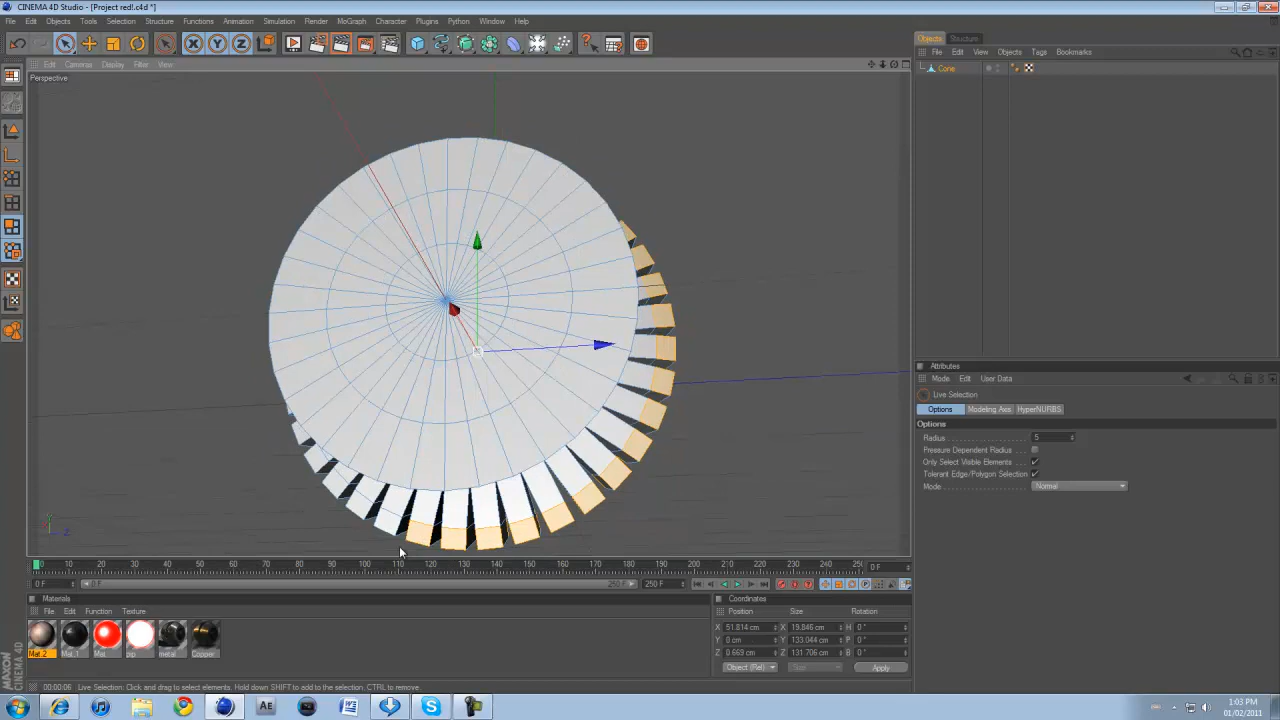 CINEMA 4D Studio - [Project red!.c4d *]
File Edit Objects Tools Selection Structure Functions Animation Simulation Render MoGraph Character Plugins Python Window Help
Edit Cameras Display Filter View
Perspective
Objects Structure
File Edit View Objects Tags Bookmarks
Cone
Attributes
Mode Edit User Data
Live Selection
Options Modeling Axis HyperNURBS
Options
Radius 5
Pressure Dependent Radius
Only Select Visible Elements
Tolerant Edge/Polygon Selection
Mode Normal
X Y Z
0 10 20 30 40 50 60 70 80 90 100 110 120 130 140 150 160 170 180 190 200 210 220 230 240 250 0 F
0 F 0 F 250 F 250 F
Materials
File Edit Function Texture
Mat.2 Mat.1 Mat pip metal Copper
Coordinates
Position Size Rotation
X 51.814 cm X 19.846 cm H 0 °
Y 0 cm Y 133.044 cm P 0 °
Z 0.669 cm Z 131.706 cm B 0 °
Object (Rel) Size Apply
00:00:06 Live Selection: Click and drag to select elements. Hold down SHIFT to add to the selection, CTRL to remove.
MAXON CINEMA 4D
Ae
1:03 PM
01/02/2011